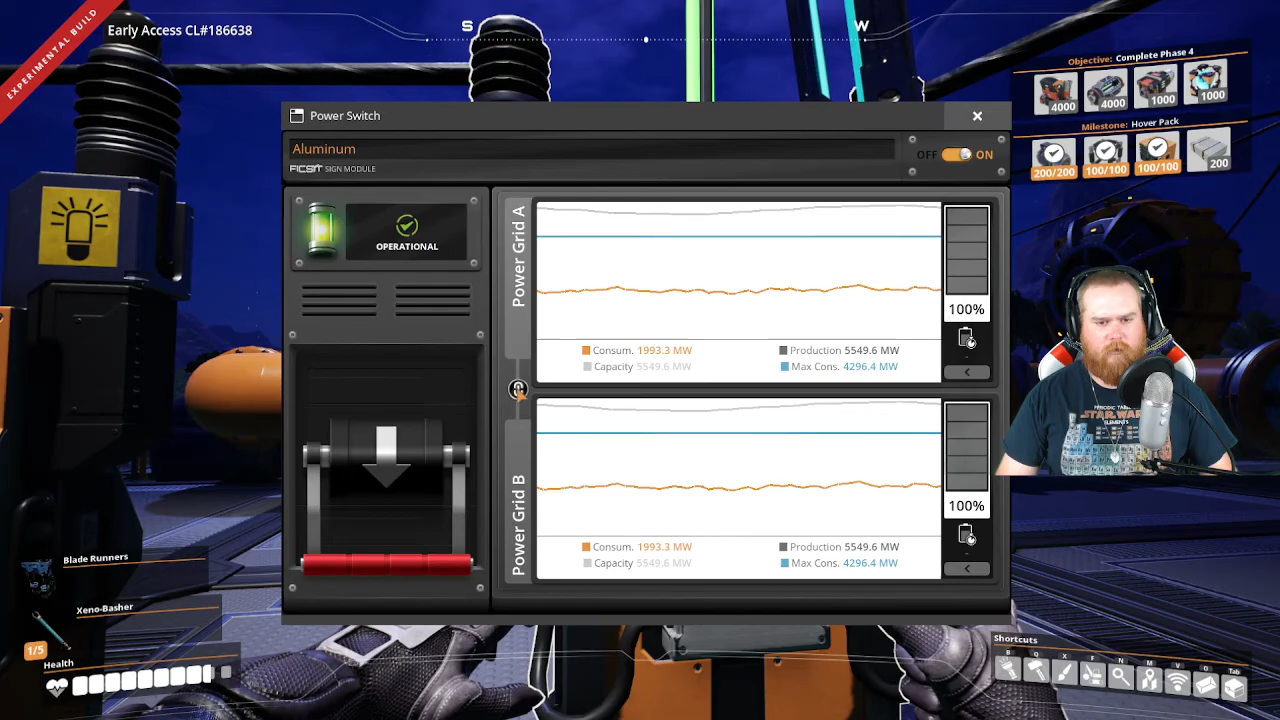 EXPERIMENTAL BUILD
Early Access CL#186638
S
W
Objective: Complete Phase 4
4000
4000
1000
1000
Milestone: Hover Pack
200/200
100/100
100/100
200
Power Switch
Aluminum
FICSIT SIGN MODULE
OFF
ON
OPERATIONAL
Power Grid A
100%
Consum. 1993.3 MW
Production 5549.6 MW
Capacity 5549.6 MW
Max Cons. 4296.4 MW
Power Grid B
100%
Consum. 1993.3 MW
Production 5549.6 MW
Capacity 5549.6 MW
Max Cons. 4296.4 MW
PERIODIC TABLE
STAR WARS
ELEMENTS
Blade Runners
Xeno-Basher
1/5
Health
Shortcuts
B
Q
X
F
N
M
V
O
Tab